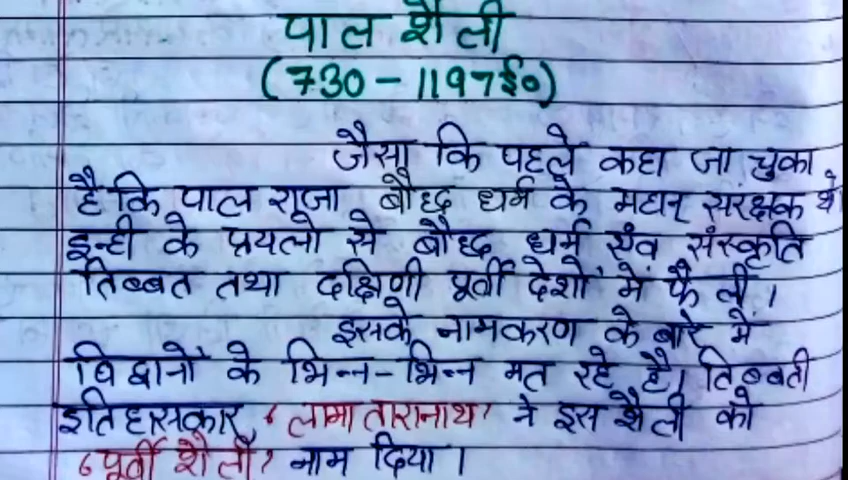 पाल शैली
(730 - 1197ई०)
जैसा कि पहले कहा जा चुका
है कि पाल राजा बौद्ध धर्म के महान संरक्षक थे
इन्ही के प्रयत्नो से बौद्ध धर्म एंव संस्कृति
तिब्बत तथा दक्षिणी पूर्वी देशों में फैली।
इसके नामकरण के बारे में
विद्वानों के भिन्न-भिन्न मत रहे है। तिब्बती
इतिहासकार 'लामा तारानाथ' ने इस शैली को
'पूर्वी शैली' नाम दिया।